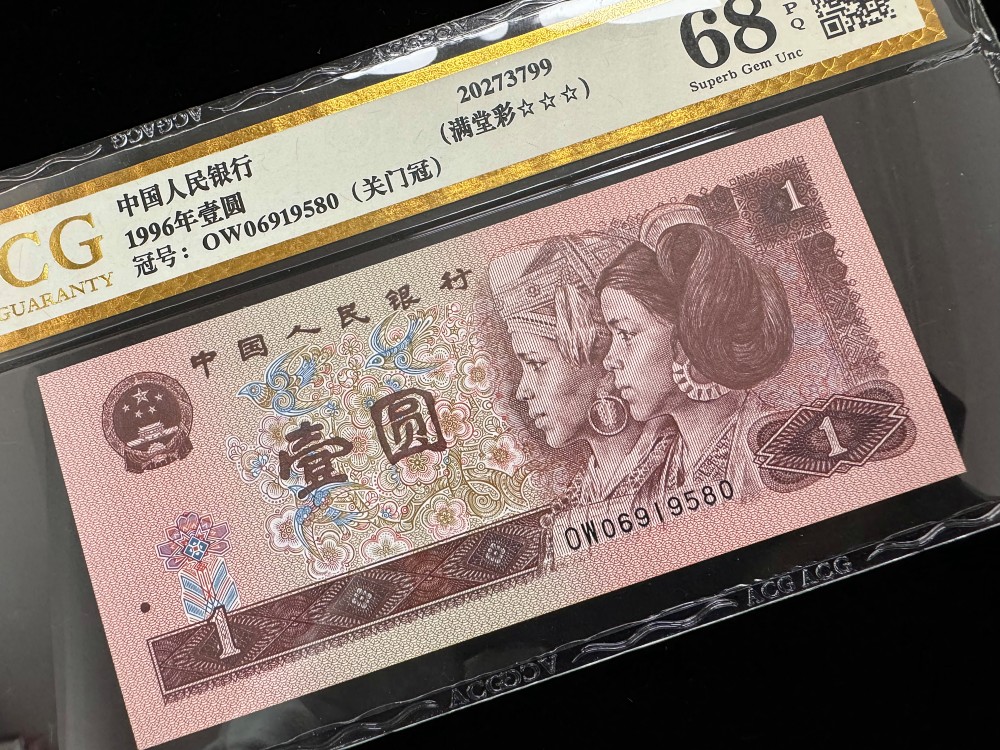 CG
GUARANTY
中国人民银行
1996年壹圆
冠号：OW06919580（关门冠）
20273799
（满堂彩☆☆☆）
68
PQ
Superb Gem Unc
ACGACG
中国人民银行
壹圆
1
1
1
1
OW06919580
ACG ACG
ACG